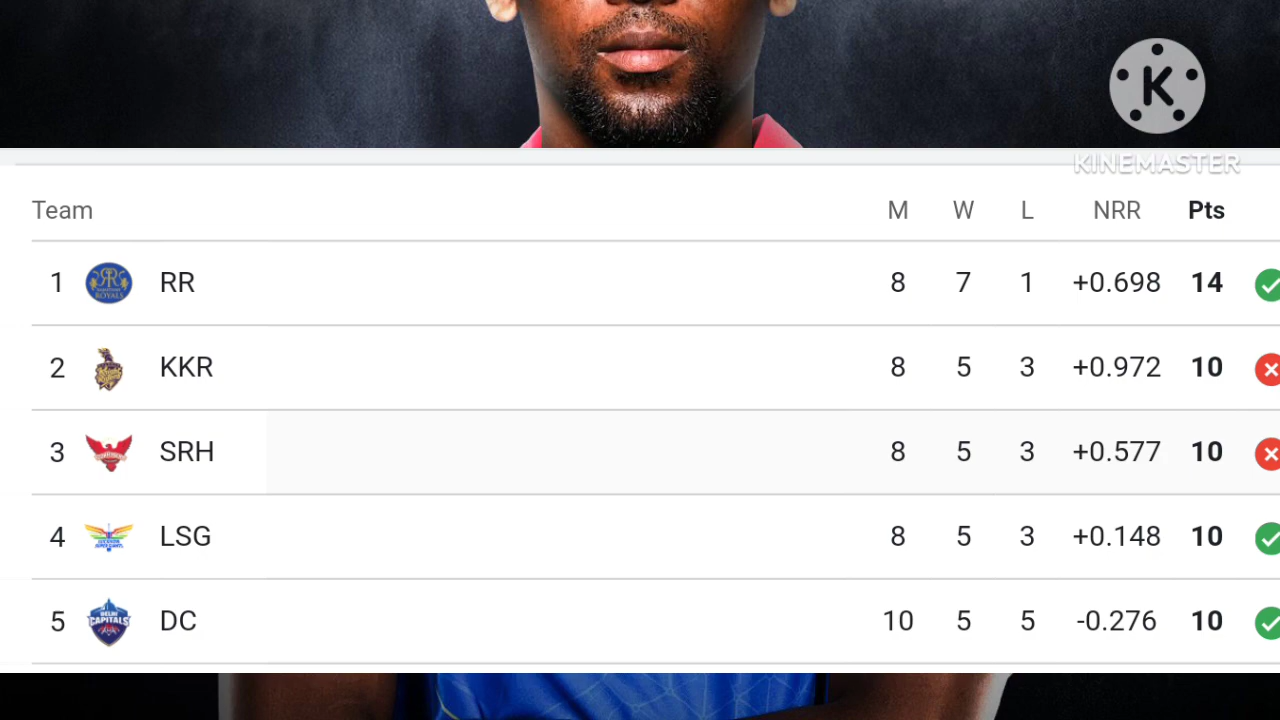 K
KINEMASTER
Team M W L NRR Pts
1 RR 8 7 1 +0.698 14
2 KKR 8 5 3 +0.972 10
3 SRH 8 5 3 +0.577 10
4 LSG 8 5 3 +0.148 10
5 DELHI CAPITALS DC 10 5 5 -0.276 10